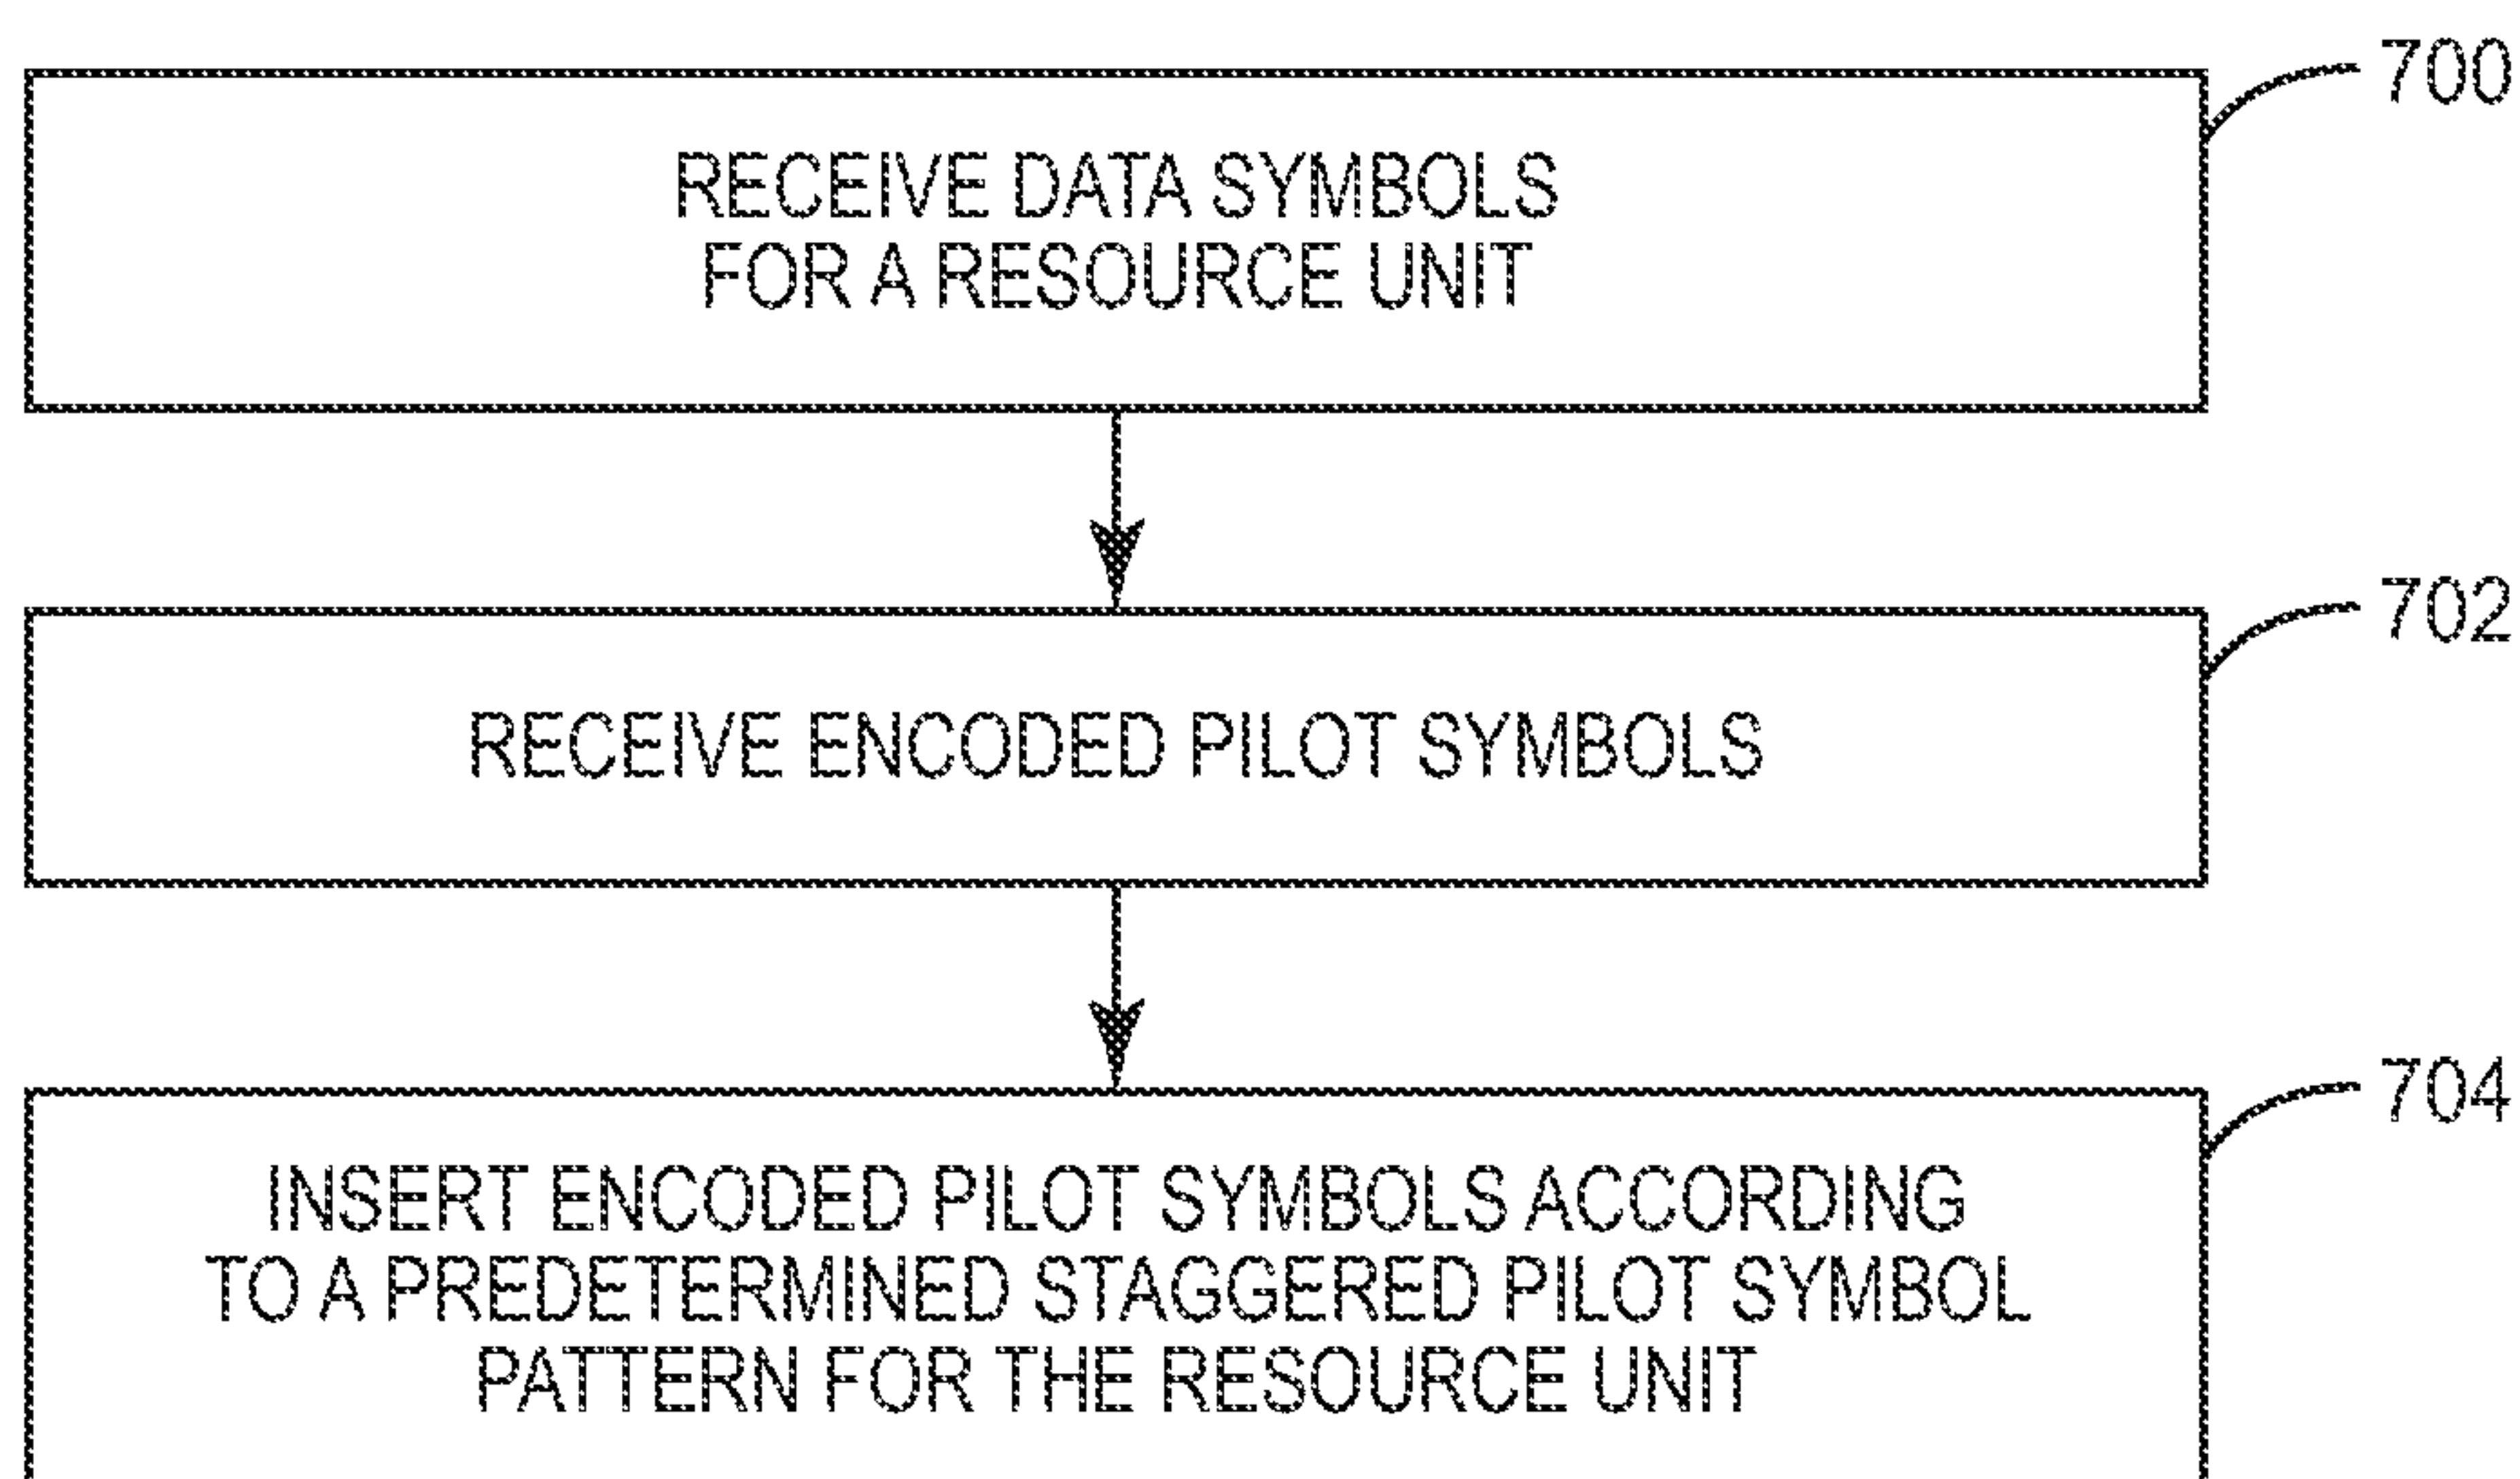 700
RECEIVE DATA SYMBOLS
FOR A RESOURCE UNIT
702
RECEIVE ENCODED PILOT SYMBOLS
704
INSERT ENCODED PILOT SYMBOLS ACCORDING
TO A PREDETERMINED STAGGERED PILOT SYMBOL
PATTERN FOR THE RESOURCE UNIT